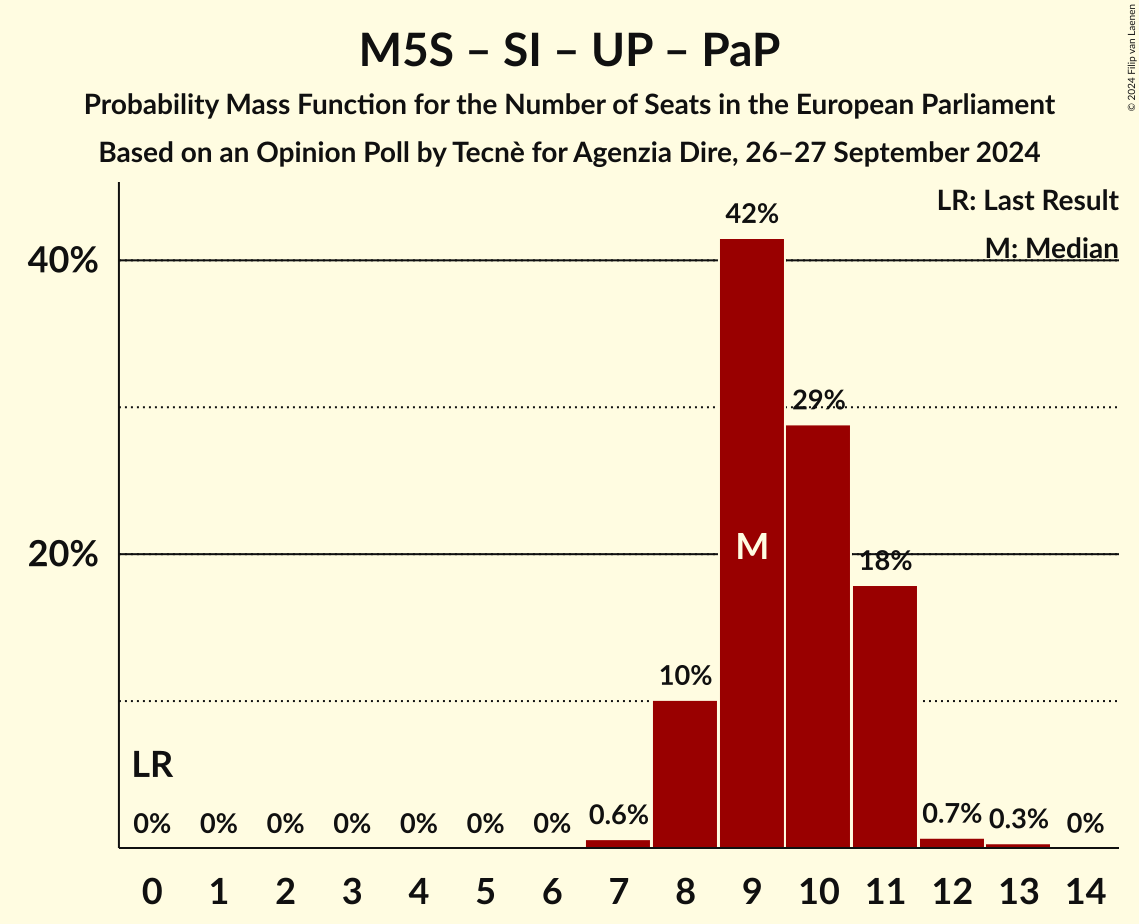 M5S – SI – UP – PaP
Probability Mass Function for the Number of Seats in the European Parliament
Based on an Opinion Poll by Tecnè for Agenzia Dire, 26–27 September 2024
© 2024 Filip van Laenen
LR: Last Result
M: Median
40%
20%
42%
29%
18%
10%
M
LR
0% 0% 0% 0% 0% 0% 0% 0.6% 0.7% 0.3% 0%
0 1 2 3 4 5 6 7 8 9 10 11 12 13 14